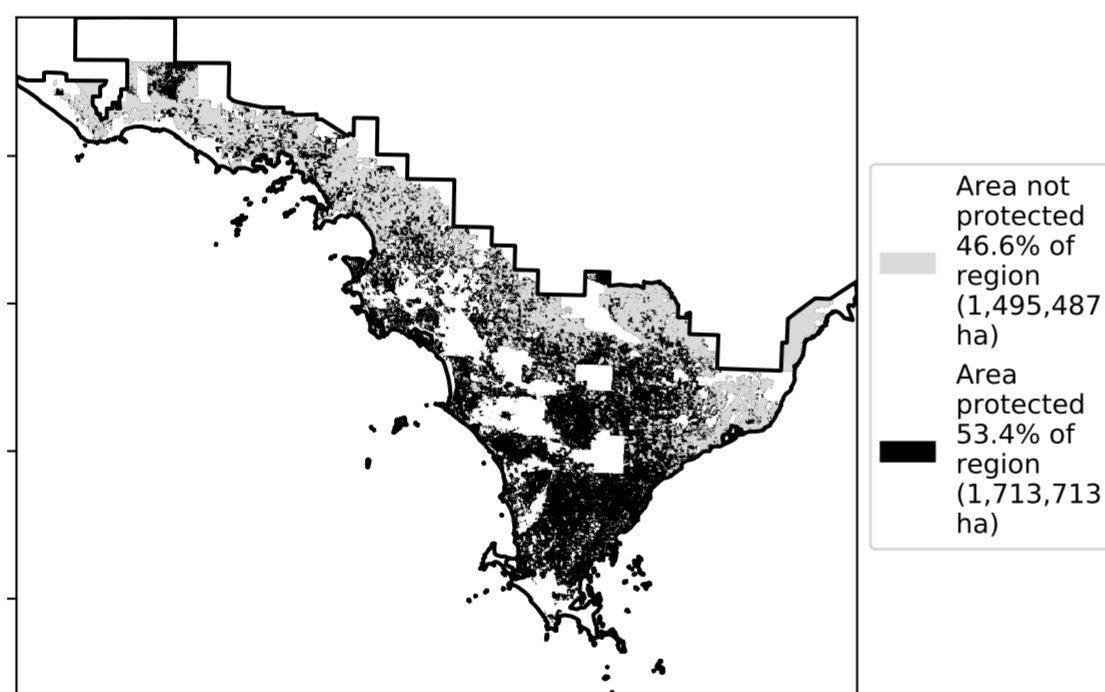 Area not
protected
46.6% of
region
(1,495,487
ha)
Area
protected
53.4% of
region
(1,713,713
ha)